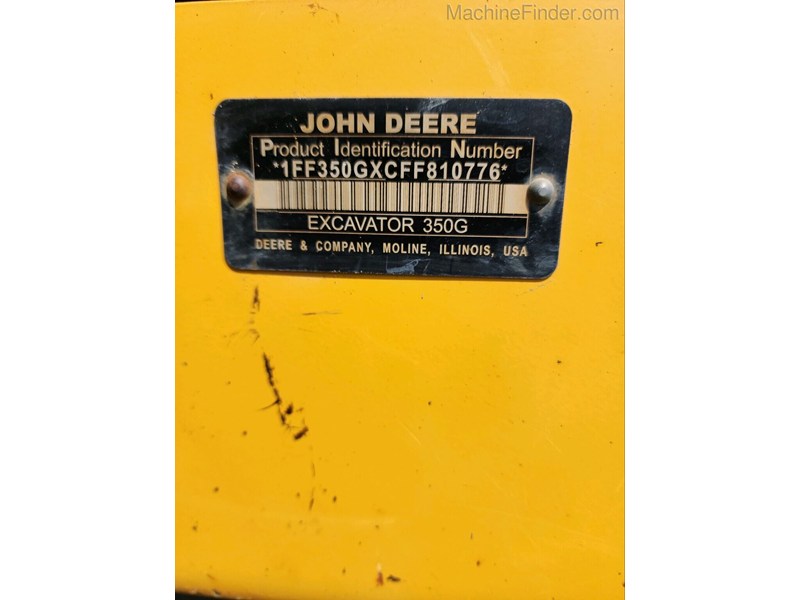 MachineFinder.com
JOHN DEERE
Product Identification Number
*1FF350GXCFF810776*
EXCAVATOR 350G
DEERE & COMPANY, MOLINE, ILLINOIS, USA